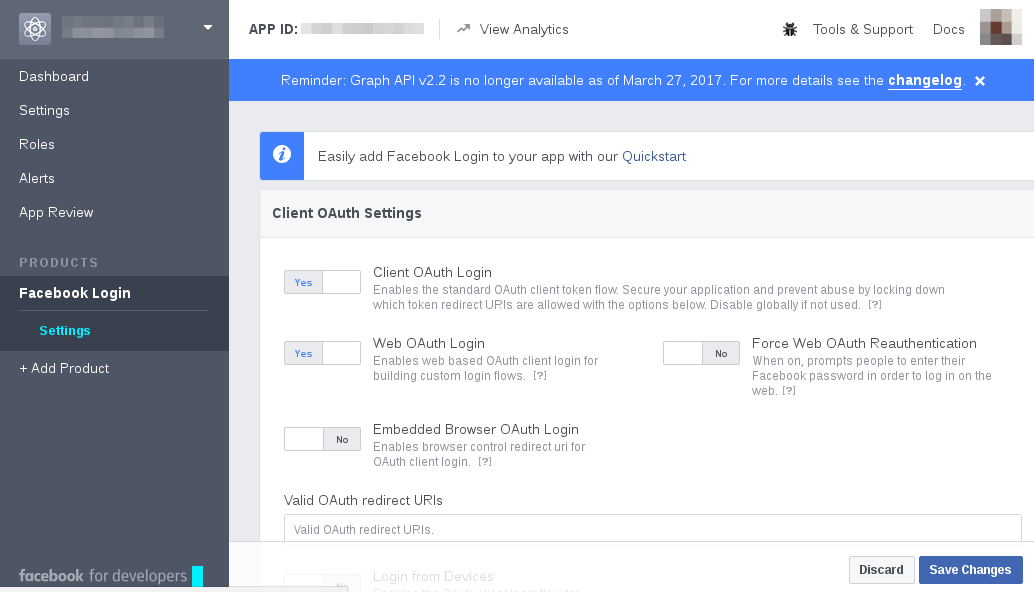 APP ID:
View Analytics
Tools & Support
Docs
Dashboard
Settings
Roles
Alerts
App Review
PRODUCTS
Facebook Login
Settings
+ Add Product
facebook for developers
Reminder: Graph API v2.2 is no longer available as of March 27, 2017. For more details see the changelog.
Easily add Facebook Login to your app with our Quickstart
Client OAuth Settings
Yes
Client OAuth Login
Enables the standard OAuth client token flow. Secure your application and prevent abuse by locking down
which token redirect URIs are allowed with the options below. Disable globally if not used. [?]
Yes
Web OAuth Login
Enables web based OAuth client login for
building custom login flows. [?]
No
Force Web OAuth Reauthentication
When on, prompts people to enter their
Facebook password in order to log in on the
web. [?]
No
Embedded Browser OAuth Login
Enables browser control redirect uri for
OAuth client login. [?]
Valid OAuth redirect URIs
Valid OAuth redirect URIs.
No
Login from Devices
Enables the OAuth client login flow for
Discard
Save Changes